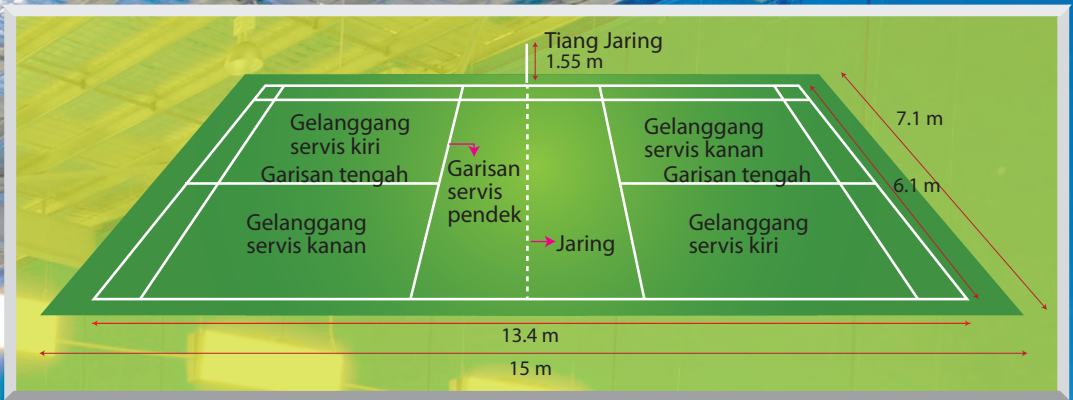 Tiang Jaring
1.55 m
7.1 m
6.1 m
Gelanggang
servis kiri
Garisan tengah
Gelanggang
servis kanan
Garisan
servis
pendek
Jaring
Gelanggang
servis kanan
Garisan tengah
Gelanggang
servis kiri
13.4 m
15 m